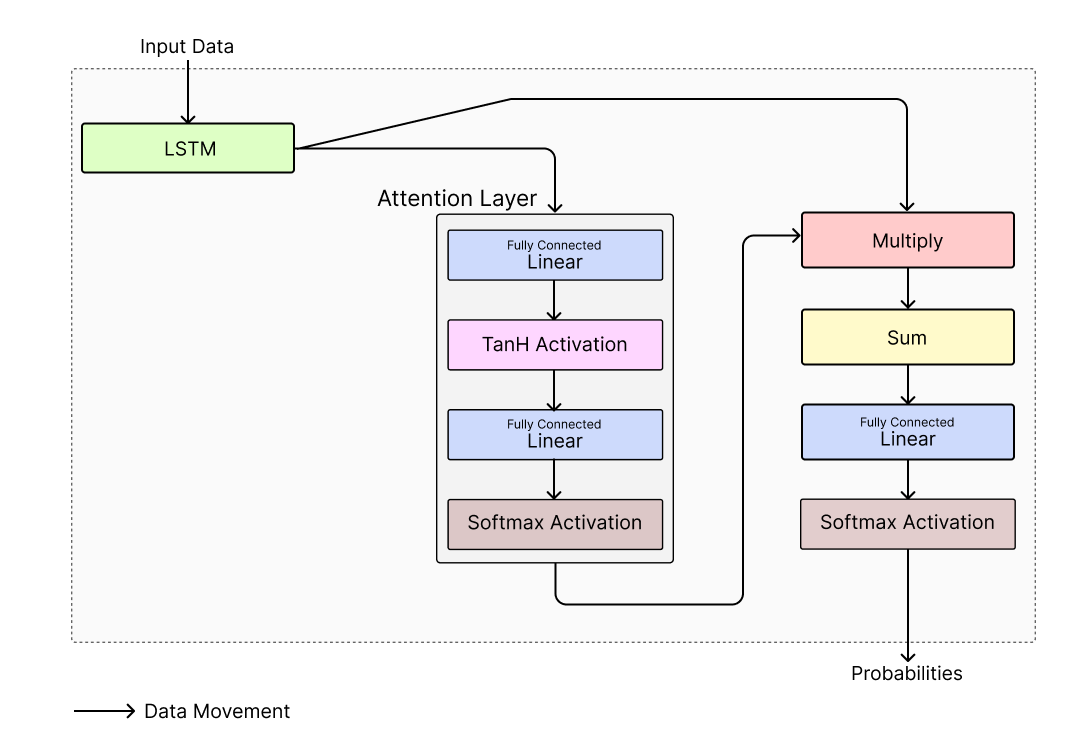 Input Data
LSTM
Attention Layer
Fully Connected
Linear
TanH Activation
Fully Connected
Linear
Softmax Activation
Multiply
Sum
Fully Connected
Linear
Softmax Activation
Probabilities
Data Movement